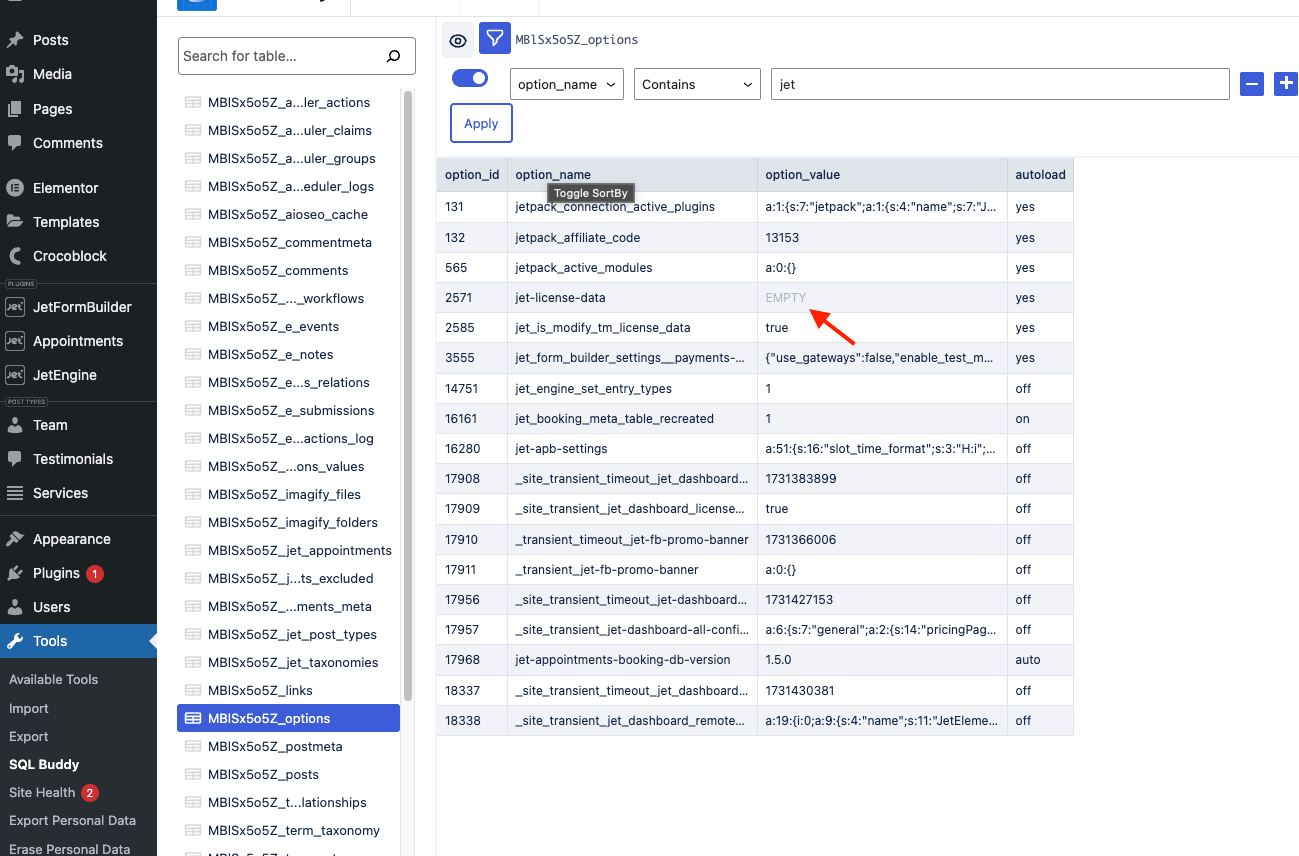 Posts
Media
Pages
Comments
Elementor
Templates
Crocoblock
PLUGINS
JetFormBuilder
Appointments
JetEngine
POST TYPES
Team
Testimonials
Services
Appearance
Plugins 1
Users
Tools
Available Tools
Import
Export
SQL Buddy
Site Health 2
Export Personal Data
Erase Personal Data
Search for table...
MBlSx5o5Z_a...ler_actions
MBlSx5o5Z_a...uler_claims
MBlSx5o5Z_a...uler_groups
MBlSx5o5Z_a...eduler_logs
MBlSx5o5Z_aioseo_cache
MBlSx5o5Z_commentmeta
MBlSx5o5Z_comments
MBlSx5o5Z_..._workflows
MBlSx5o5Z_e_events
MBlSx5o5Z_e_notes
MBlSx5o5Z_e...s_relations
MBlSx5o5Z_e_submissions
MBlSx5o5Z_e...actions_log
MBlSx5o5Z_...ons_values
MBlSx5o5Z_imagify_files
MBlSx5o5Z_imagify_folders
MBlSx5o5Z_jet_appointments
MBlSx5o5Z_j...ts_excluded
MBlSx5o5Z_...ments_meta
MBlSx5o5Z_jet_post_types
MBlSx5o5Z_jet_taxonomies
MBlSx5o5Z_links
MBlSx5o5Z_options
MBlSx5o5Z_postmeta
MBlSx5o5Z_posts
MBlSx5o5Z_t...lationships
MBlSx5o5Z_term_taxonomy
MBlSx5o5Z_options
option_name Contains jet
Apply
option_id option_name option_value autoload
Toggle SortBy
131 jetpack_connection_active_plugins a:1:{s:7:"jetpack";a:1:{s:4:"name";s:7:"J... yes
132 jetpack_affiliate_code 13153 yes
565 jetpack_active_modules a:0:{} yes
2571 jet-license-data EMPTY yes
2585 jet_is_modify_tm_license_data true yes
3555 jet_form_builder_settings__payments-... {"use_gateways":false,"enable_test_m... yes
14751 jet_engine_set_entry_types 1 off
16161 jet_booking_meta_table_recreated 1 on
16280 jet-apb-settings a:51:{s:16:"slot_time_format";s:3:"H:i";... off
17908 _site_transient_timeout_jet_dashboard... 1731383899 off
17909 _site_transient_jet_dashboard_license... true off
17910 _transient_timeout_jet-fb-promo-banner 1731366006 off
17911 _transient_jet-fb-promo-banner a:0:{} off
17956 _site_transient_timeout_jet-dashboard... 1731427153 off
17957 _site_transient_jet-dashboard-all-confi... a:6:{s:7:"general";a:2:{s:14:"pricingPag... off
17968 jet-appointments-booking-db-version 1.5.0 auto
18337 _site_transient_timeout_jet_dashboard... 1731430381 off
18338 _site_transient_jet_dashboard_remote... a:19:{i:0;a:9:{s:4:"name";s:11:"JetEleme... off